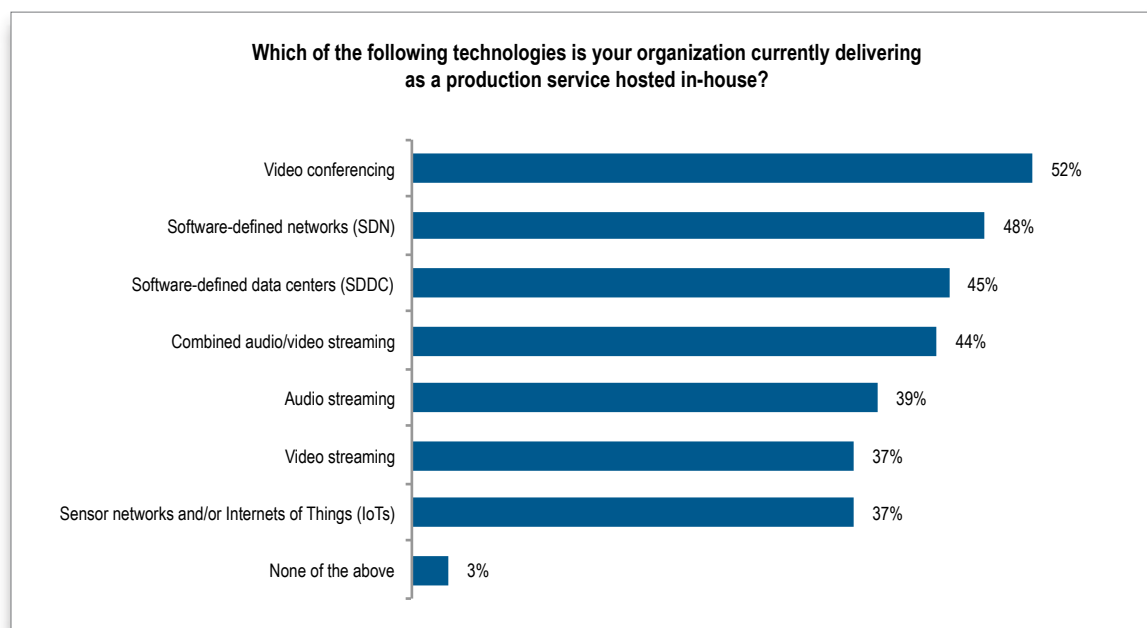 Which of the following technologies is your organization currently delivering
as a production service hosted in-house?
Video conferencing 52%
Software-defined networks (SDN) 48%
Software-defined data centers (SDDC) 45%
Combined audio/video streaming 44%
Audio streaming 39%
Video streaming 37%
Sensor networks and/or Internets of Things (IoTs) 37%
None of the above 3%